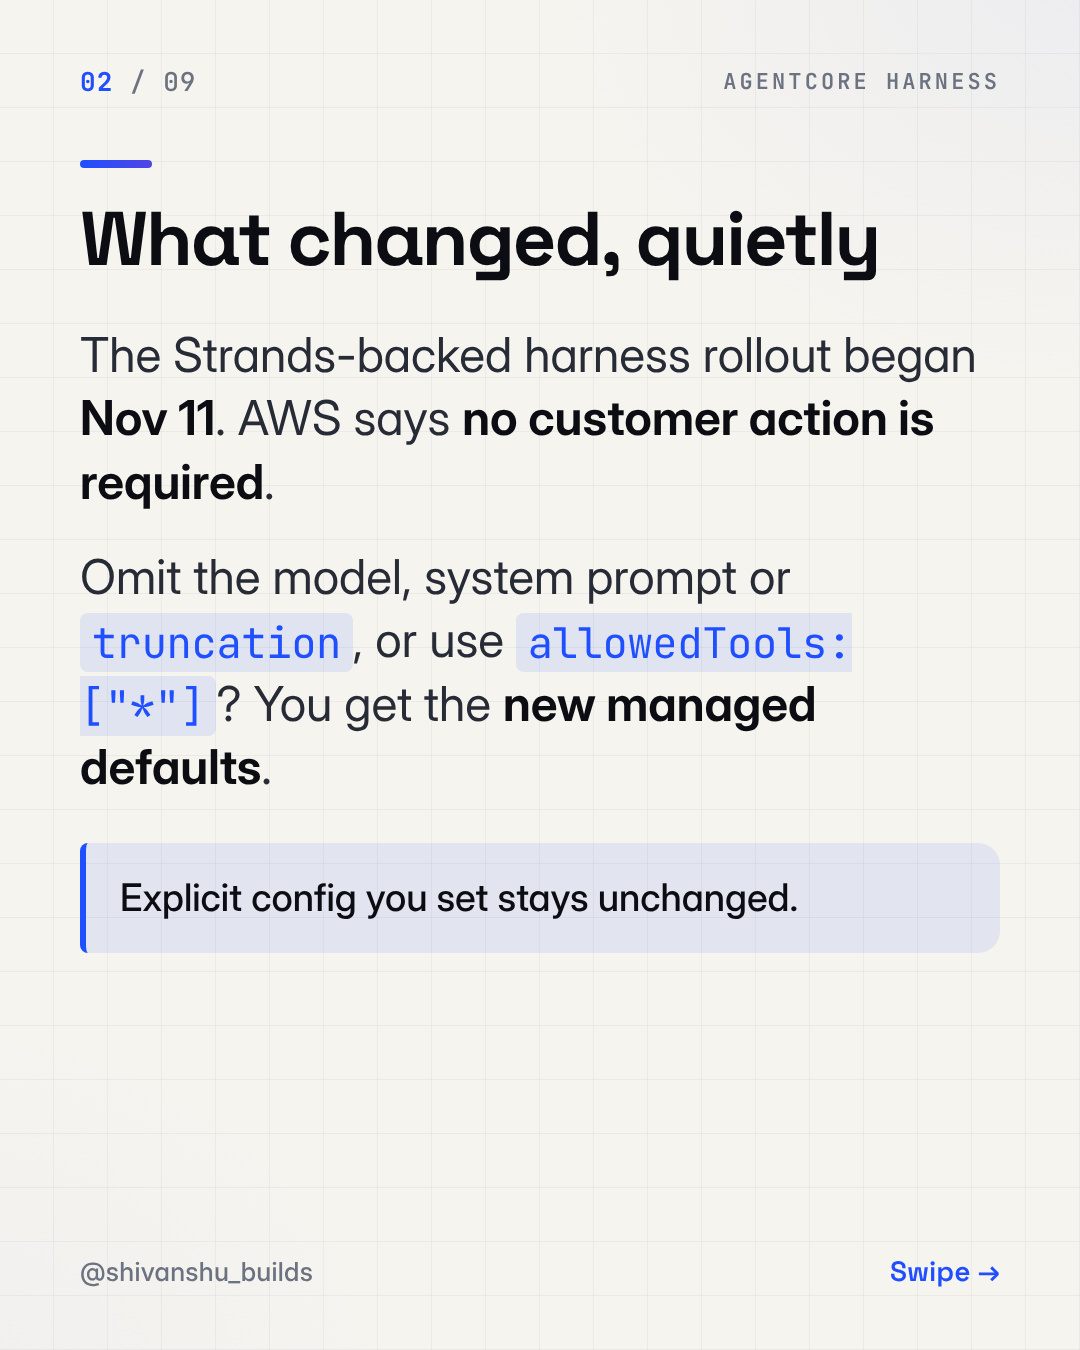 02 / 09
AGENTCORE HARNESS
What changed, quietly
The Strands-backed harness rollout began
Nov 11. AWS says no customer action is
required.
Omit the model, system prompt or
truncation, or use allowedTools:
["*"]? You get the new managed
defaults.
Explicit config you set stays unchanged.
@shivanshu_builds
Swipe →